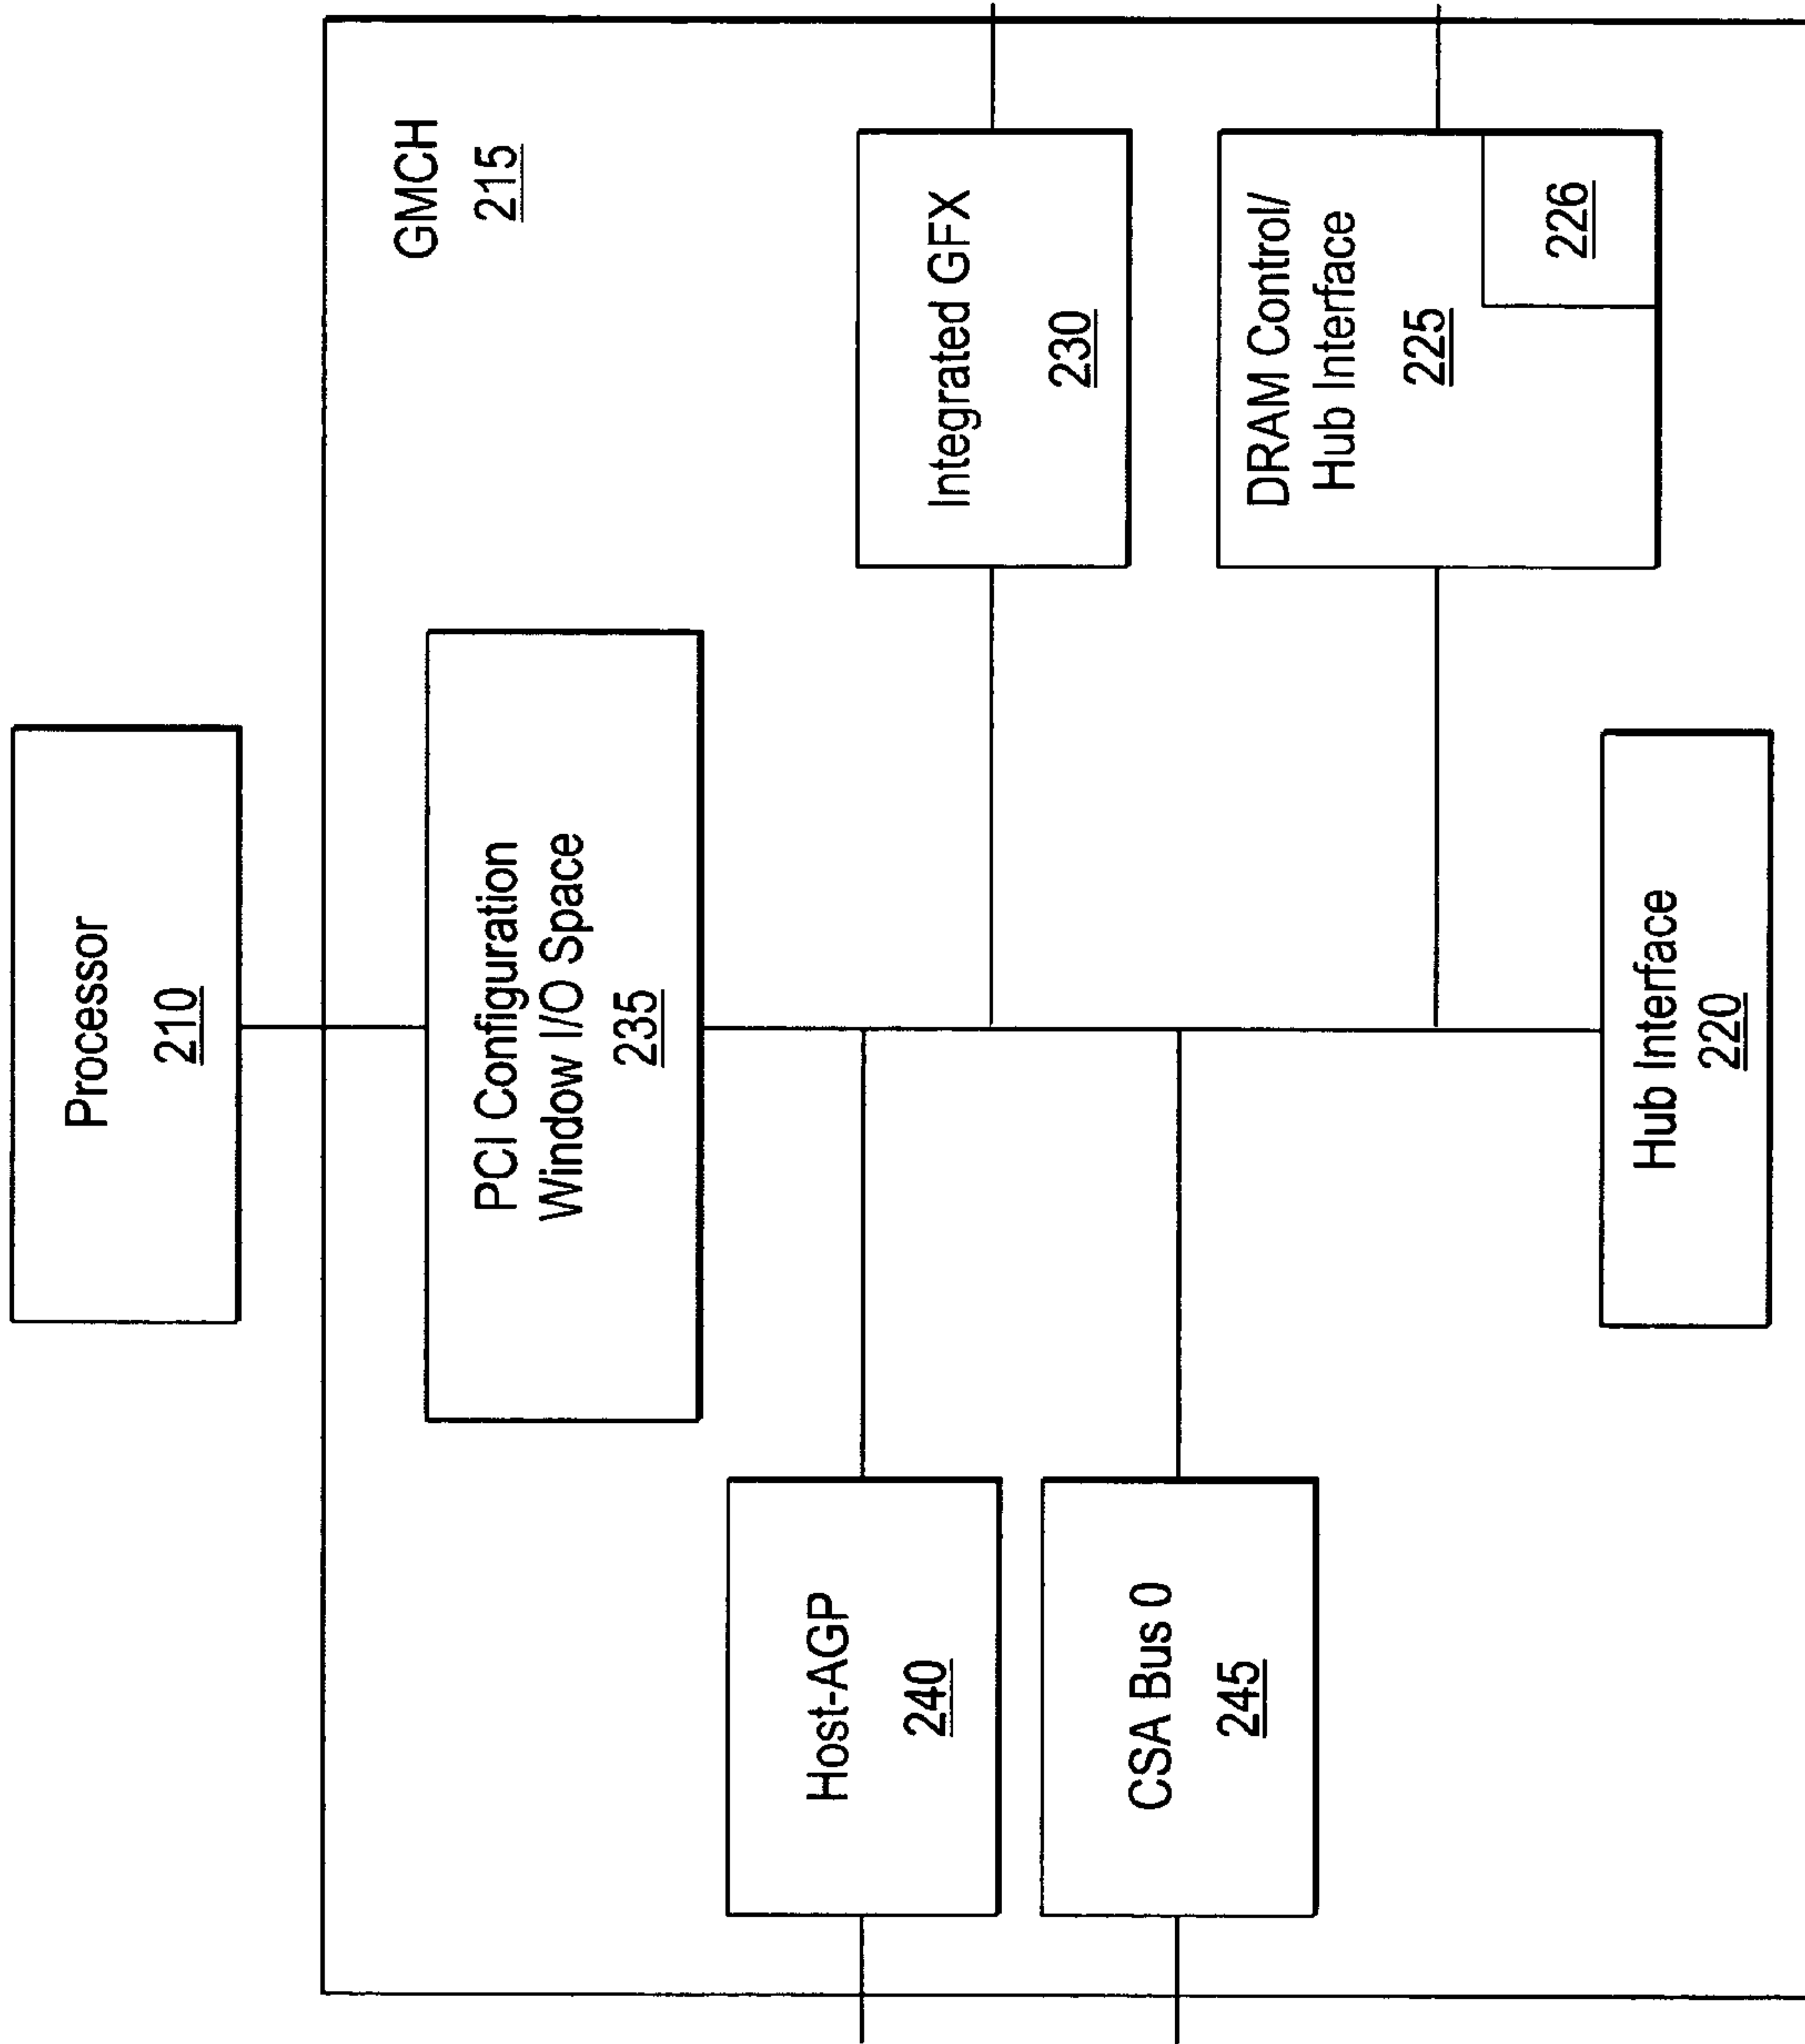 Processor
210
GMCH
215
PCI Configuration
Window I/O Space
235
Host-AGP
240
Integrated GFX
230
CSA Bus 0
245
DRAM Control/
Hub Interface
225
226
Hub Interface
220